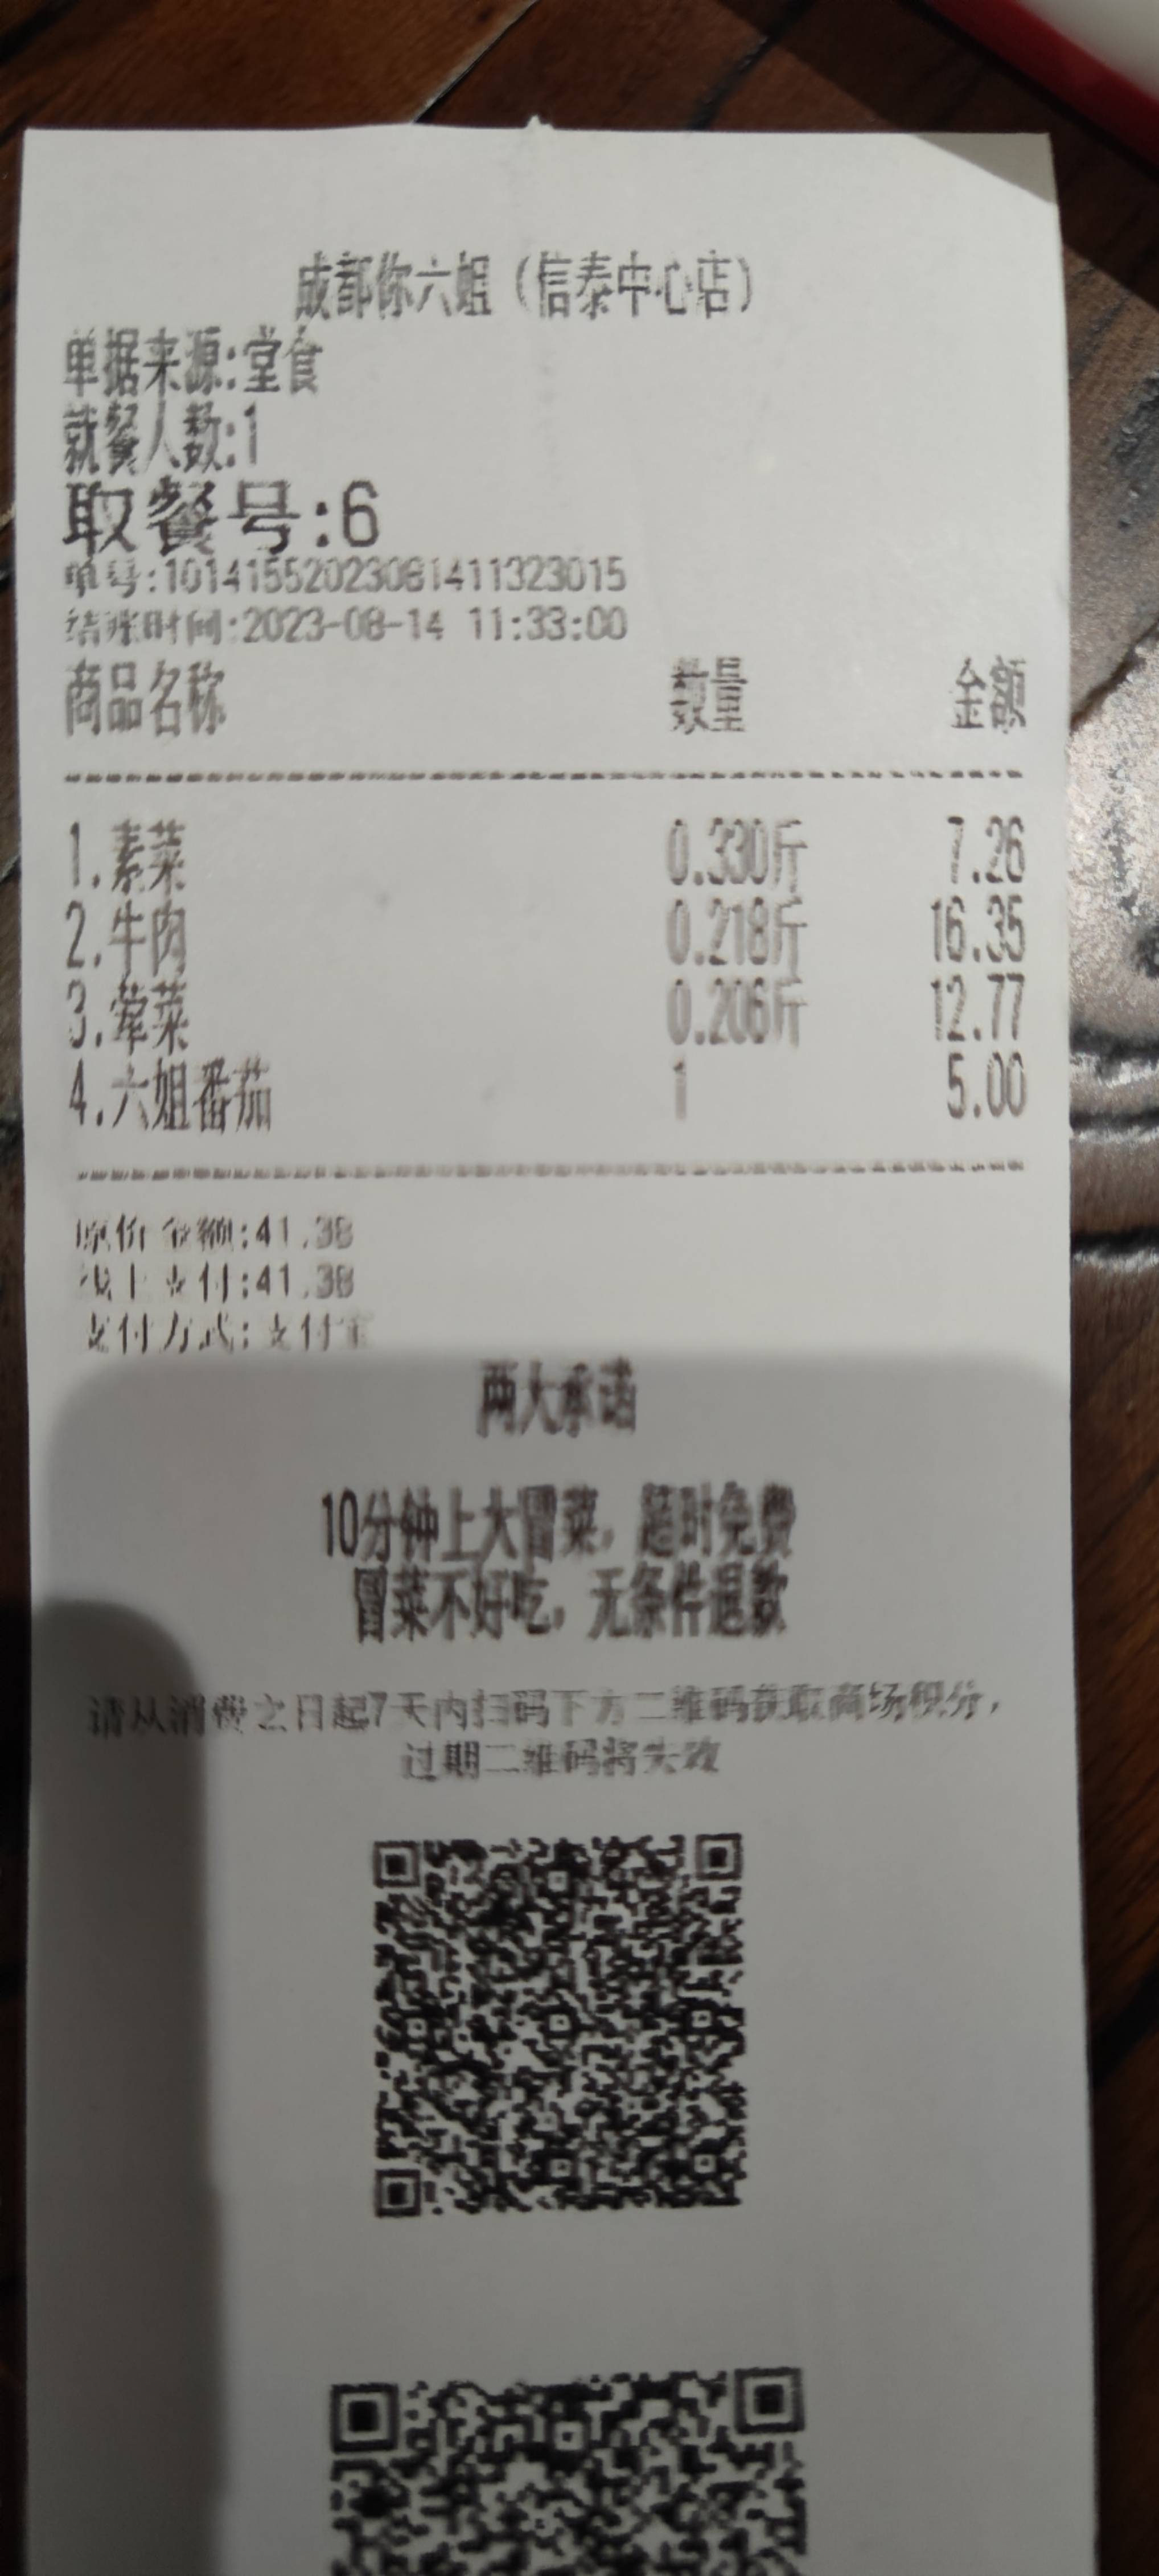 成都你六姐（信泰中心店）
单据来源:堂食
就餐人数:1
取餐号:6
单号:10141552023081411323015
结账时间:2023-08-14 11:33:00
商品名称 数量 金额
1.素菜 0.330斤 7.26
2.牛肉 0.218斤 16.35
3.荤菜 0.206斤 12.77
4.六姐番茄 1 5.00
原价金额:41.38
线上支付:41.38
支付方式:支付宝
两大承诺
10分钟上大冒菜，超时免费
冒菜不好吃，无条件退款
请从消费之日起7天内扫码下方二维码获取商场积分，
过期二维码将失效